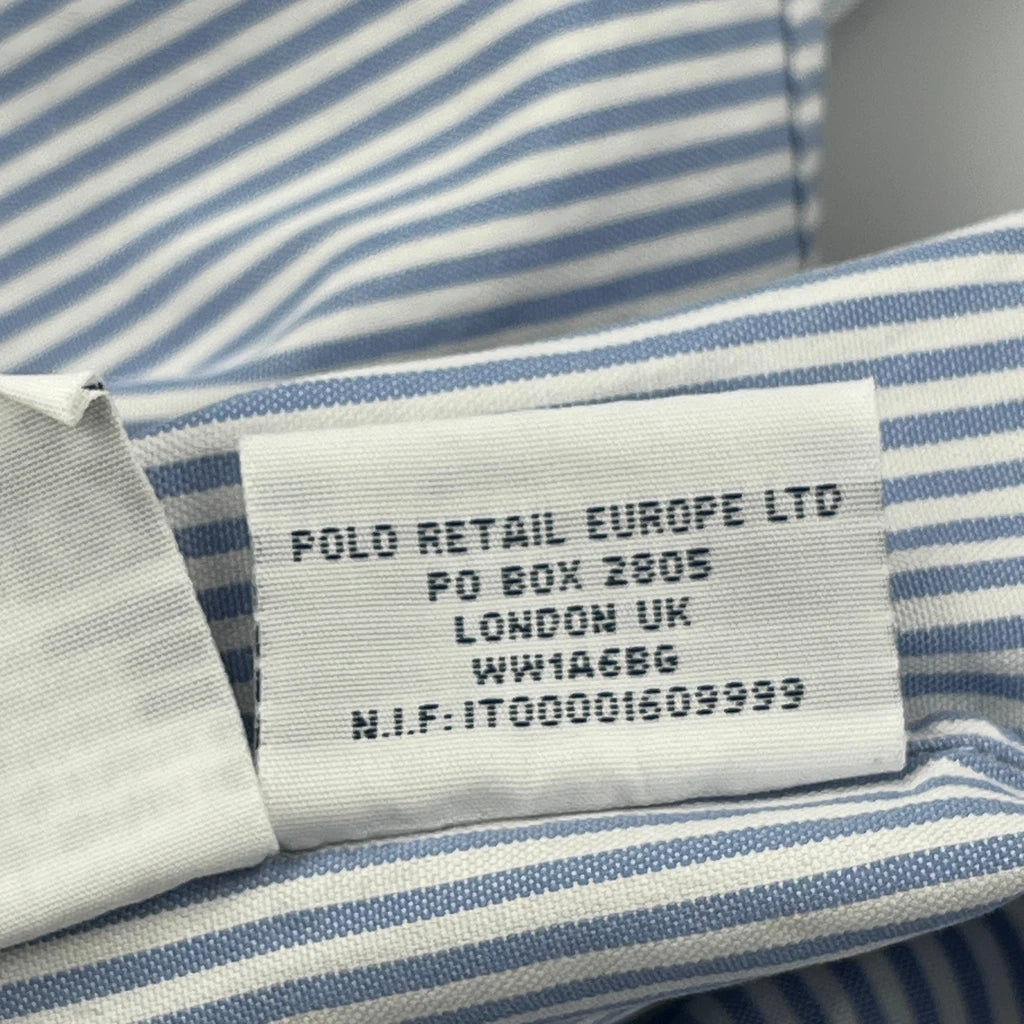 POLO RETAIL EUROPE LTD
PO BOX 2805
LONDON UK
WW1A6BG
N.I.F:IT00001609999